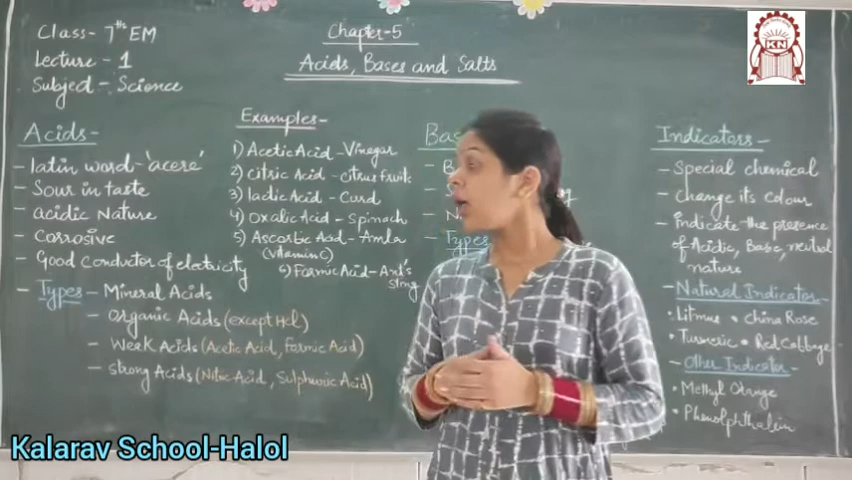 Class- 7th EM
Lecture - 1
Subject - Science
Chapter-5
Acids, Bases and Salts
KN
Acids-
- latin word- 'acere'
- Sour in taste
- acidic Nature
- Corrosive
- Good conductor of eletricity
- Types - Mineral Acids
- Organic Acids (except Hcl)
- Weak Acids (Acetic Acid, Formic Acid)
- Strong Acids (Nitric Acid, Sulphuric Acid)
Examples-
1) Acetic Acid - Vinegar
2) Citric Acid - citrus fruits
3) ladic Acid - Curd
4) Oxalic Acid - Spinach
5) Ascorbic Acid - Amla
(Vitamin C)
6) Formic Acid - Ant's
Sting
Bas
Types
Indicators-
- Special chemical
- change its Colour
- Indicate the presence
of Acidic, Basic, neutral
nature
- Natural Indicators-
• Litmus • China Rose
• Turmeric • Red Cabbage
- Other Indicator
• Methyl Orange
• Phenolphthalein
Kalarav School-Halol